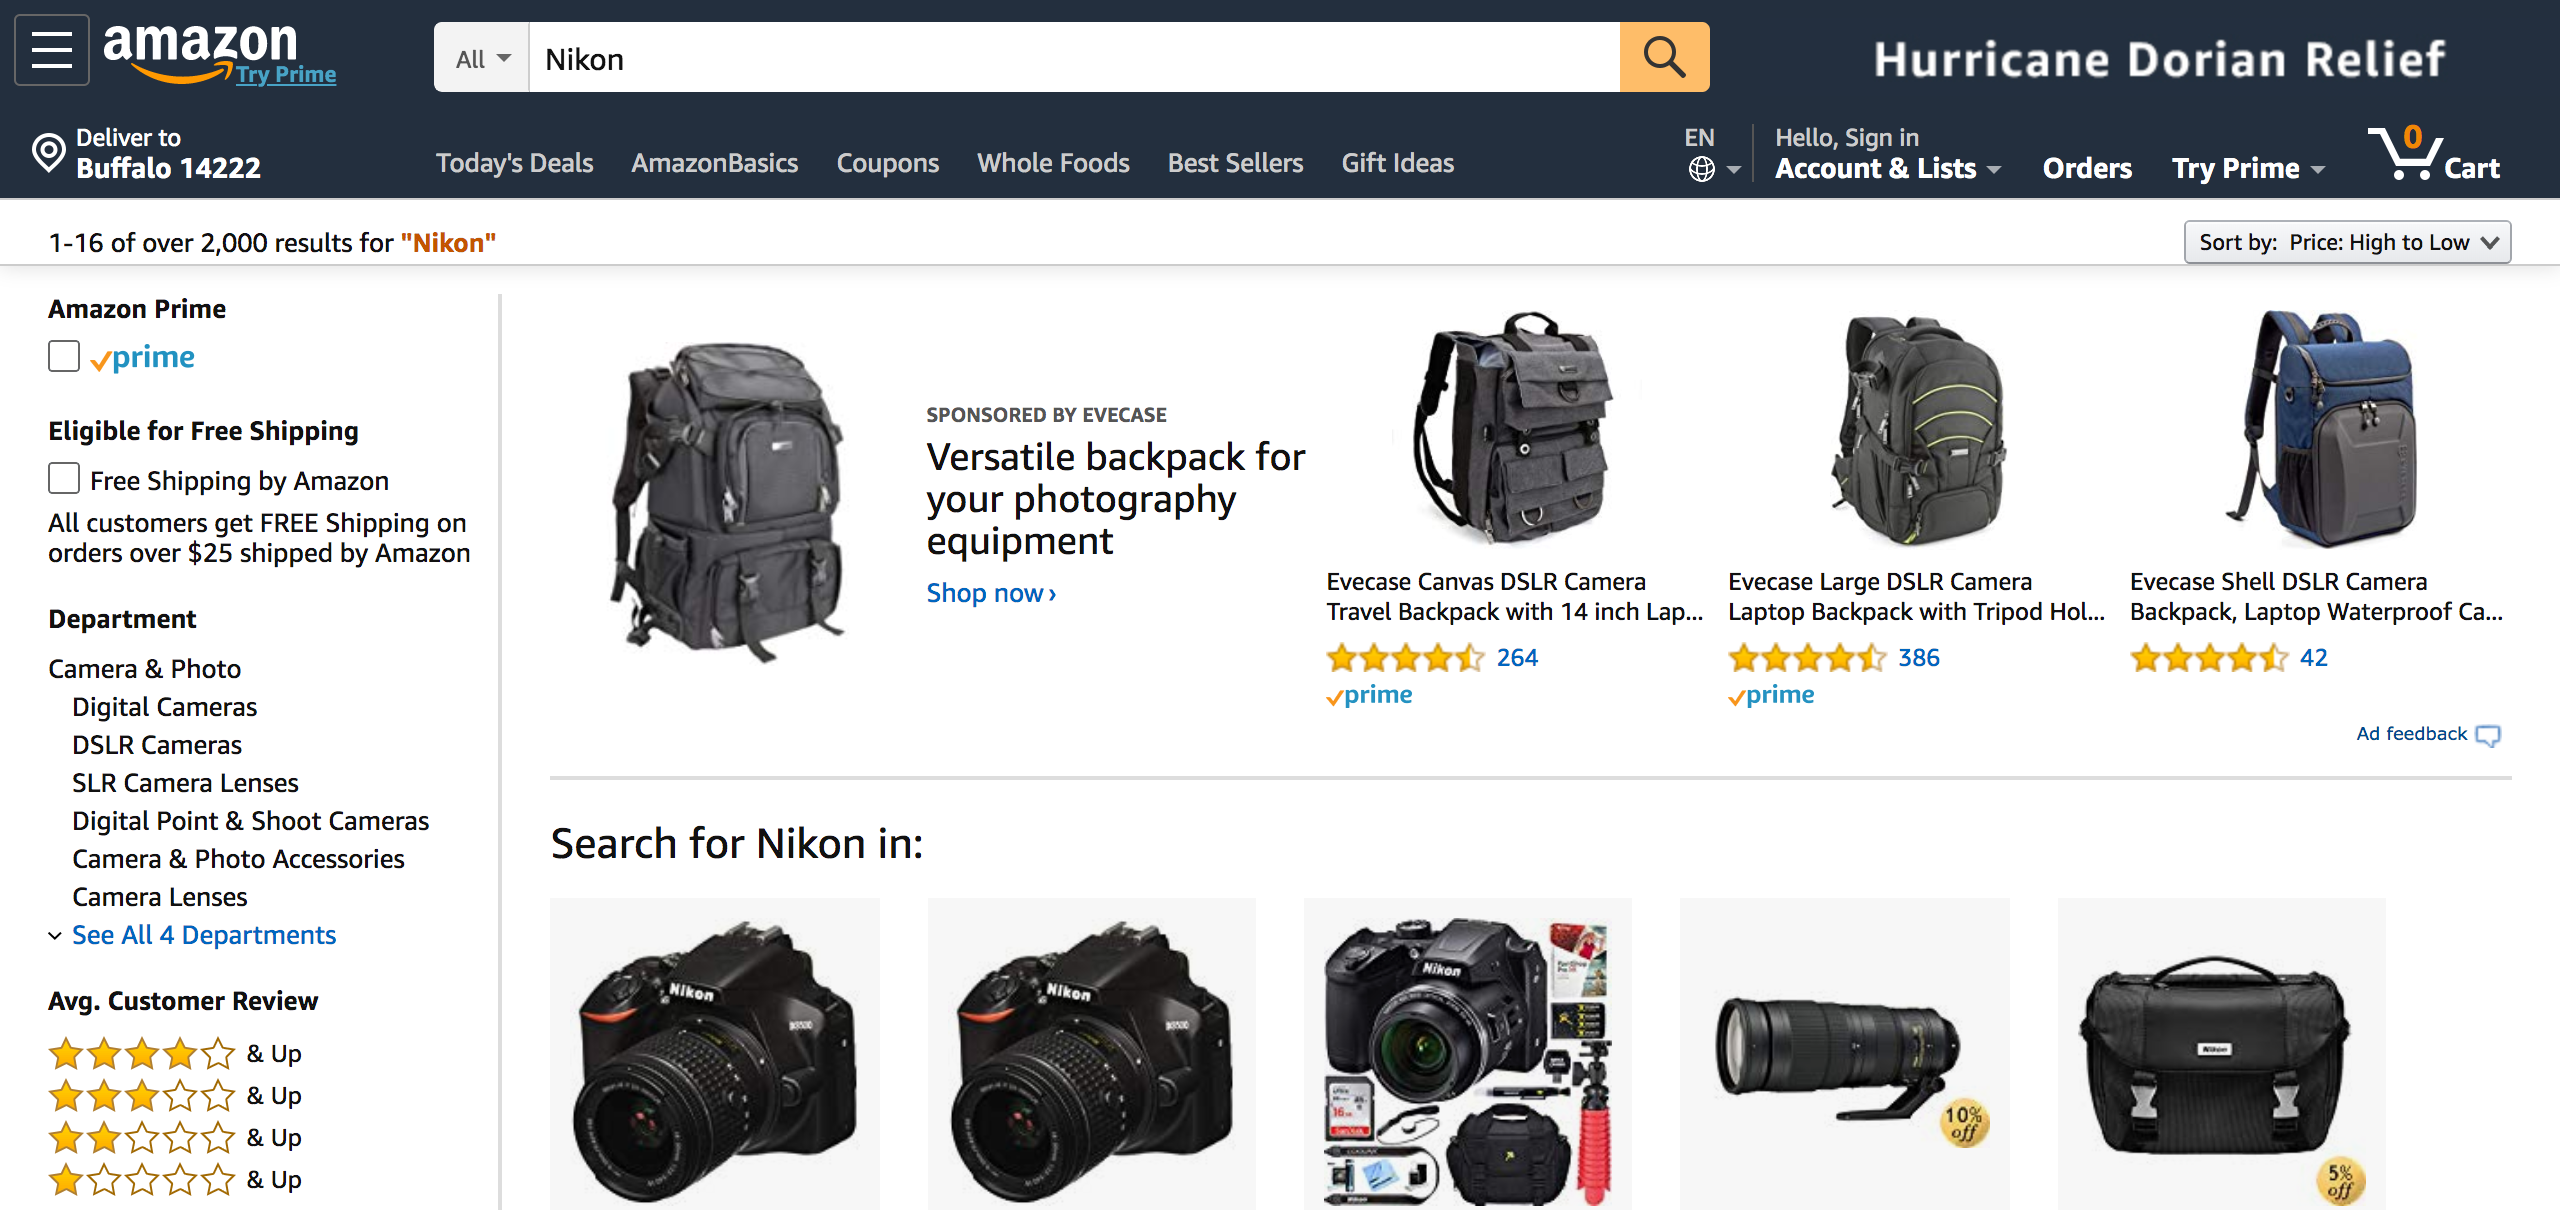 amazon
Try Prime
All
Nikon
Hurricane Dorian Relief
Deliver to
Buffalo 14222
Today's Deals AmazonBasics Coupons Whole Foods Best Sellers Gift Ideas
EN
Hello, Sign in
Account & Lists
Orders
Try Prime
0
Cart
1-16 of over 2,000 results for "Nikon"
Sort by: Price: High to Low
Amazon Prime
prime
Eligible for Free Shipping
Free Shipping by Amazon
All customers get FREE Shipping on
orders over $25 shipped by Amazon
Department
Camera & Photo
Digital Cameras
DSLR Cameras
SLR Camera Lenses
Digital Point & Shoot Cameras
Camera & Photo Accessories
Camera Lenses
See All 4 Departments
Avg. Customer Review
& Up
& Up
& Up
& Up
SPONSORED BY EVECASE
Versatile backpack for
your photography
equipment
Shop now ›
Evecase Canvas DSLR Camera
Travel Backpack with 14 inch Lap...
264
prime
Evecase Large DSLR Camera
Laptop Backpack with Tripod Hol...
386
prime
Evecase Shell DSLR Camera
Backpack, Laptop Waterproof Ca...
42
Ad feedback
Search for Nikon in:
Nikon
D3500
Nikon
D3500
Nikon
10%
off
Nikon
5%
off